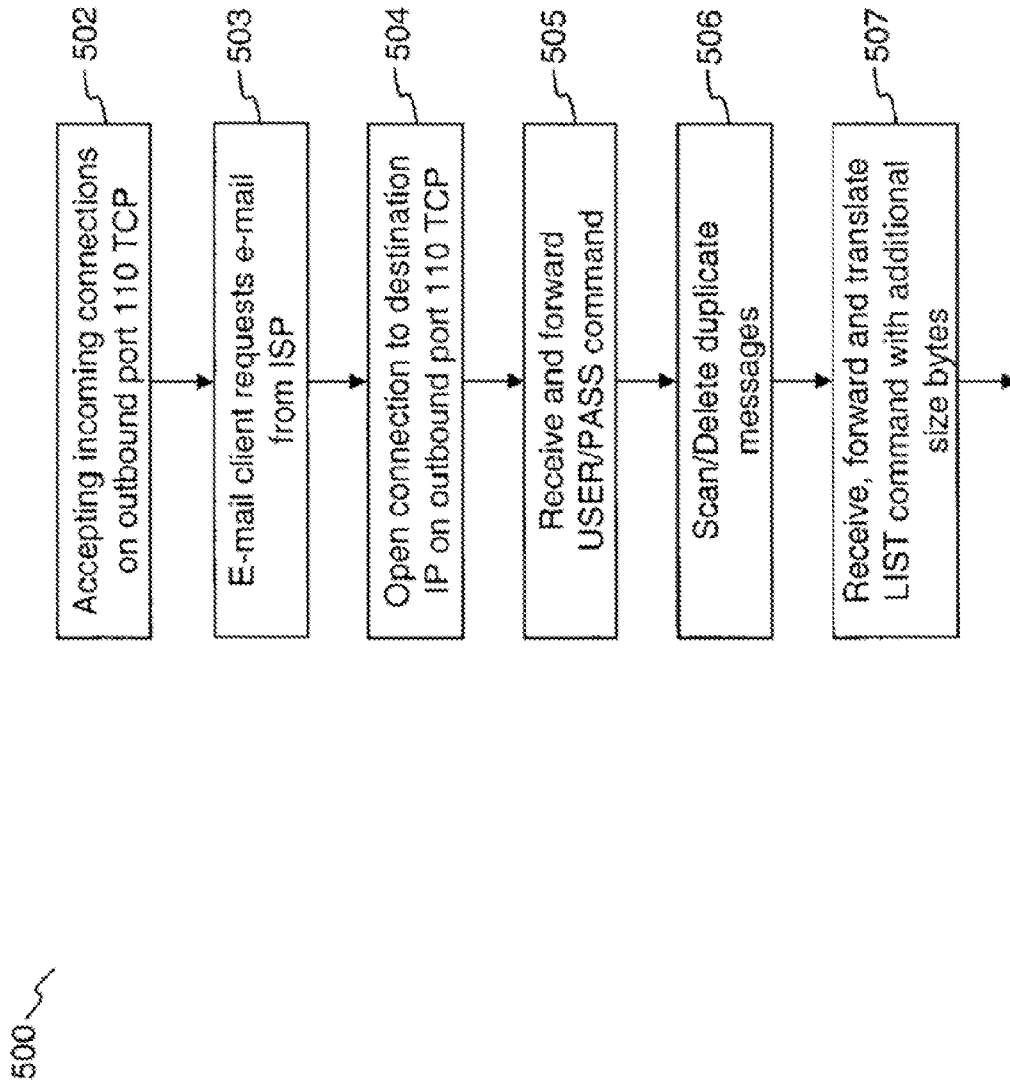 500
Accepting incoming connections
on outbound port 110 TCP
502
E-mail client requests e-mail
from ISP
503
Open connection to destination
IP on outbound port 110 TCP
504
Receive and forward
USER/PASS command
505
Scan/Delete duplicate
messages
506
Receive, forward and translate
LIST command with additional
size bytes
507